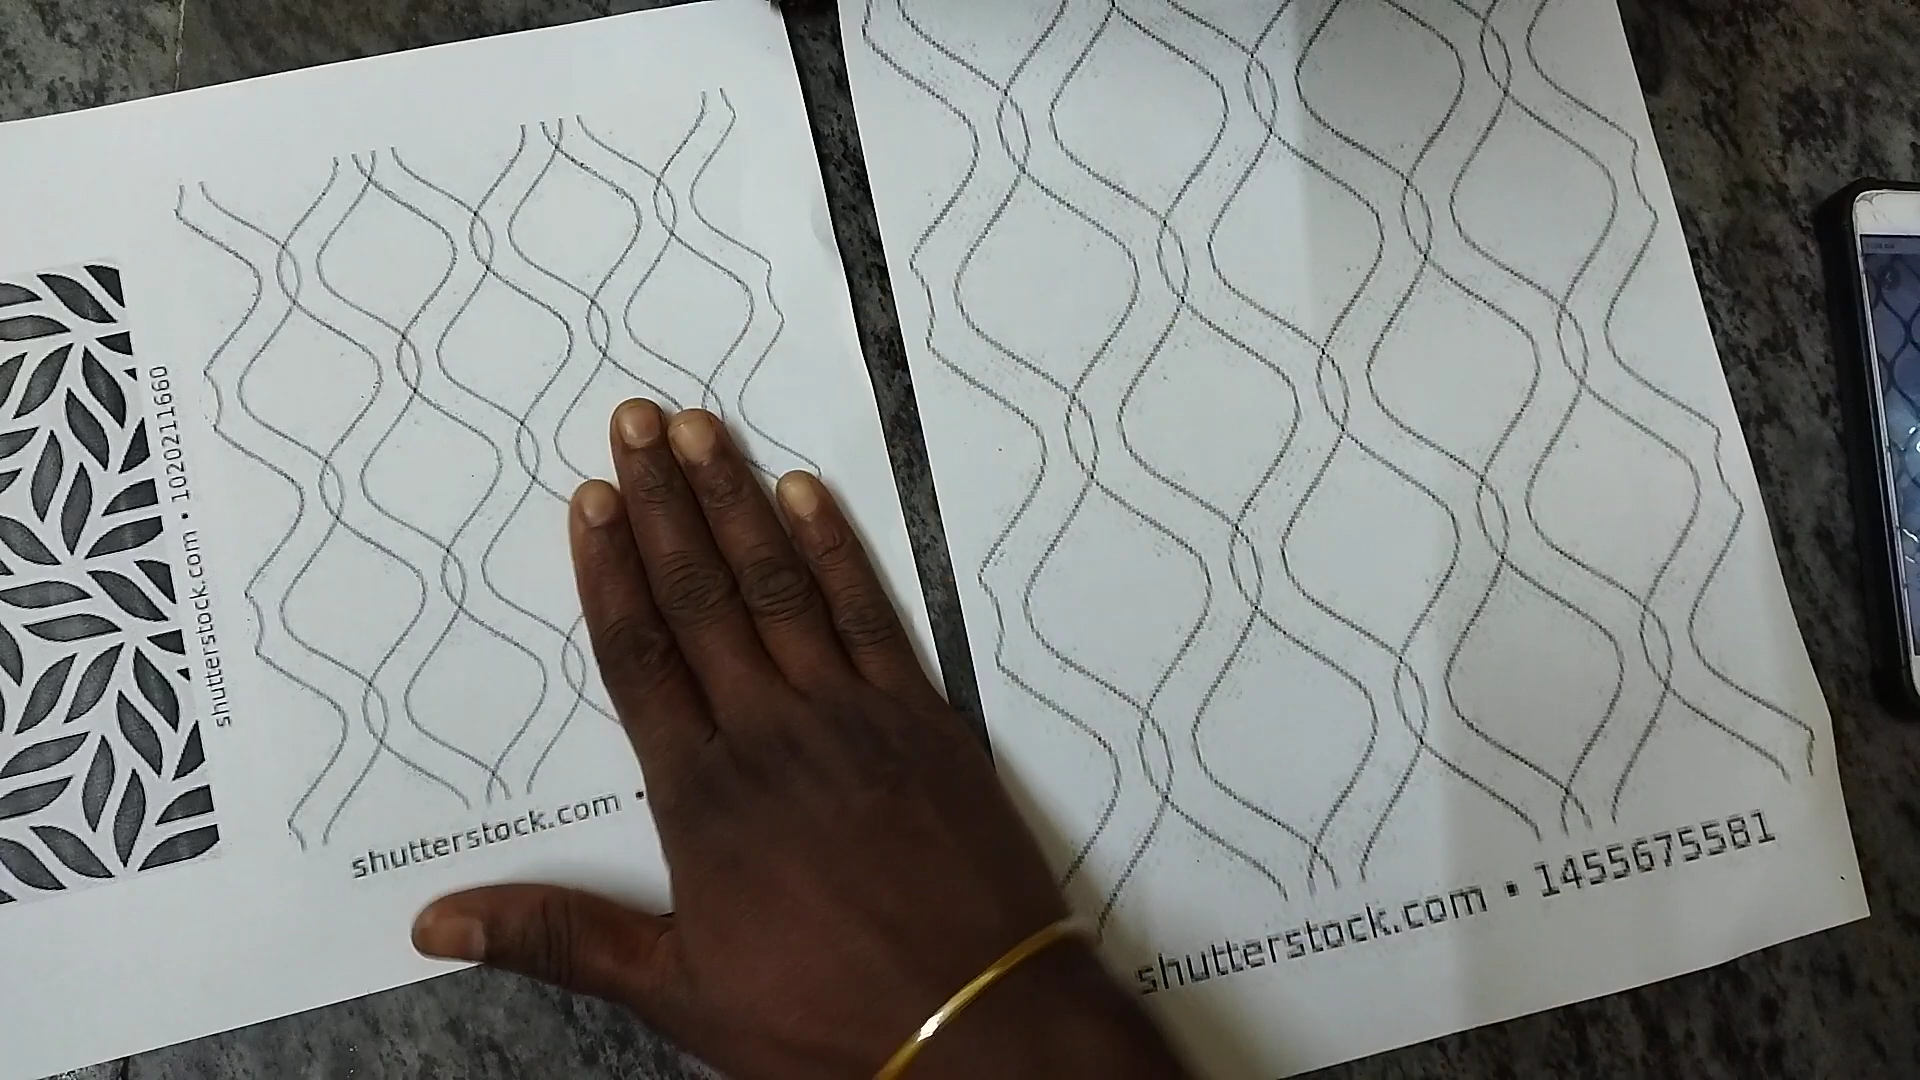 shutterstock.com • 1020211660
shutterstock.com •
shutterstock.com • 1455675581